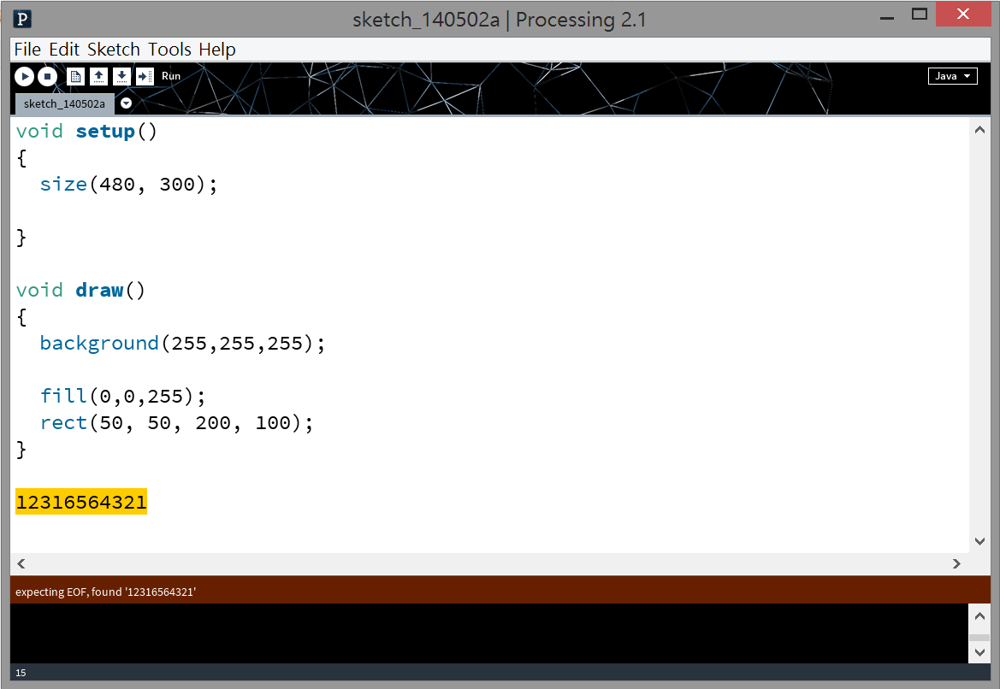 P
sketch_140502a | Processing 2.1
File Edit Sketch Tools Help
Run
Java
sketch_140502a
void setup()
{
  size(480, 300);
}
void draw()
{
  background(255,255,255);
  fill(0,0,255);
  rect(50, 50, 200, 100);
}
12316564321
expecting EOF, found '12316564321'
15